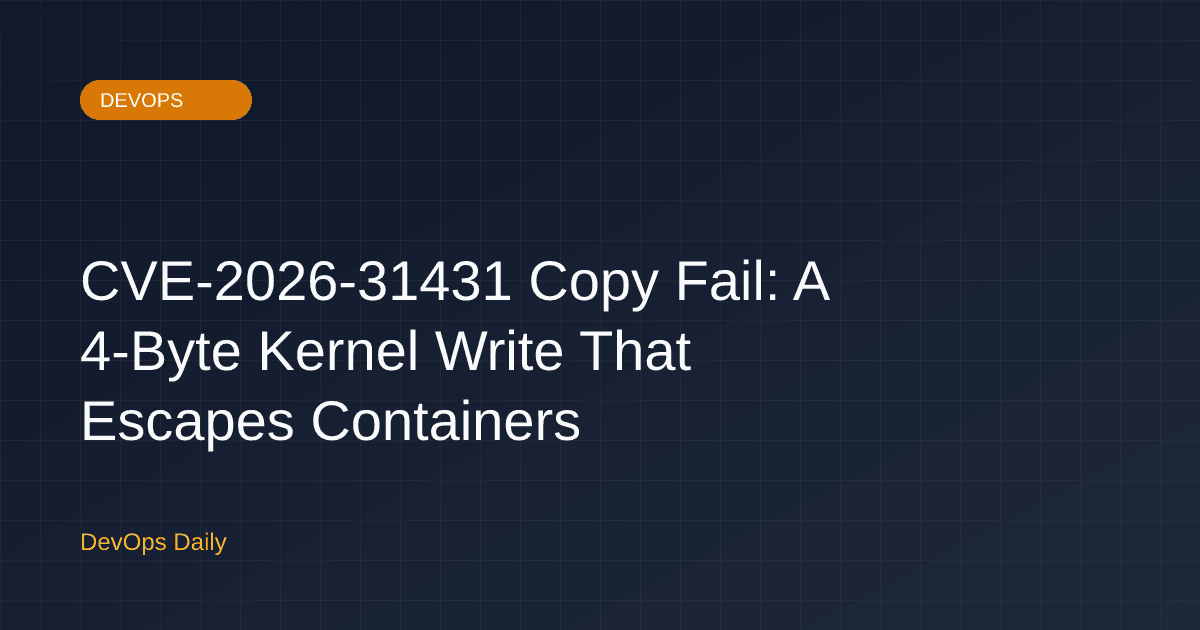 DEVOPS
CVE-2026-31431 Copy Fail: A
4-Byte Kernel Write That
Escapes Containers
DevOps Daily